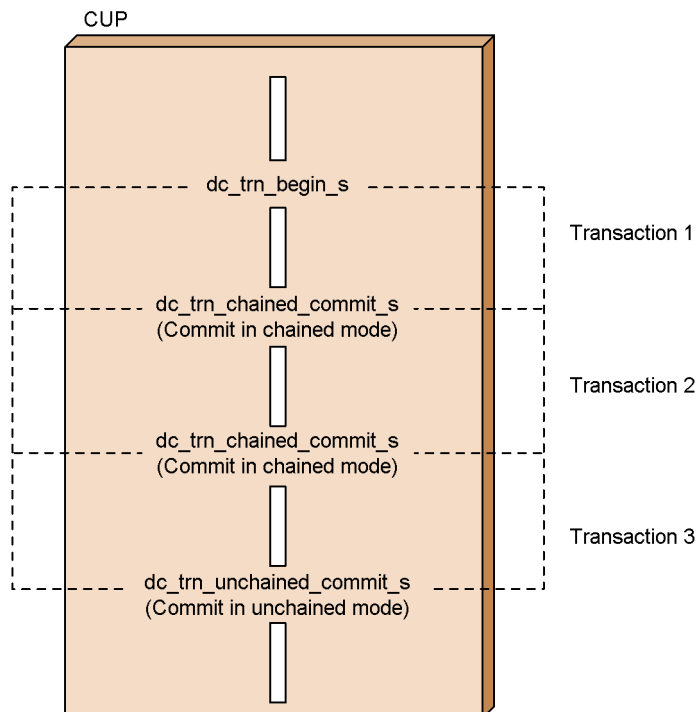 CUP
dc_trn_begin_s
Transaction 1
dc_trn_chained_commit_s
(Commit in chained mode)
Transaction 2
dc_trn_chained_commit_s
(Commit in chained mode)
Transaction 3
dc_trn_unchained_commit_s
(Commit in unchained mode)